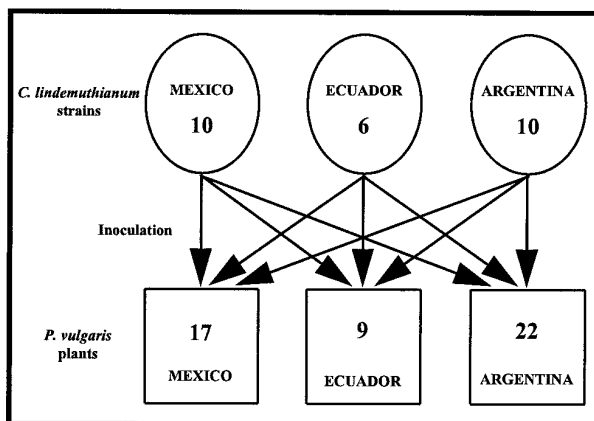 C. lindemuthianum
strains
MEXICO
10
ECUADOR
6
ARGENTINA
10
Inoculation
P. vulgaris
plants
17
MEXICO
9
ECUADOR
22
ARGENTINA